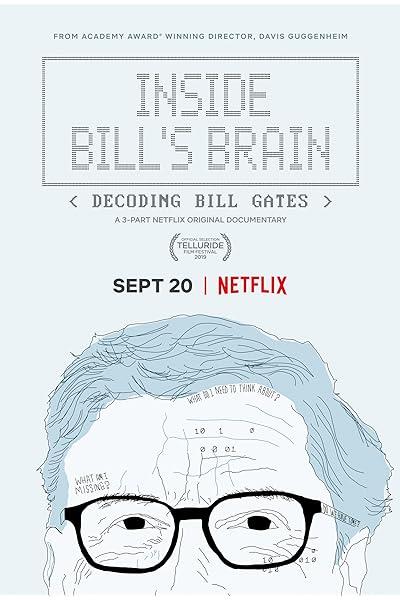 FROM ACADEMY AWARD® WINNING DIRECTOR, DAVIS GUGGENHEIM
INSIDE
BILL'S BRAIN
< DECODING BILL GATES >
A 3-PART NETFLIX ORIGINAL DOCUMENTARY
OFFICIAL SELECTION
TELLURIDE
FILM FESTIVAL
2019
SEPT 20 | NETFLIX
WHAT DO I NEED TO THINK ABOUT?
10 1 0
0 0 01
WHAT AM I
MISSING?